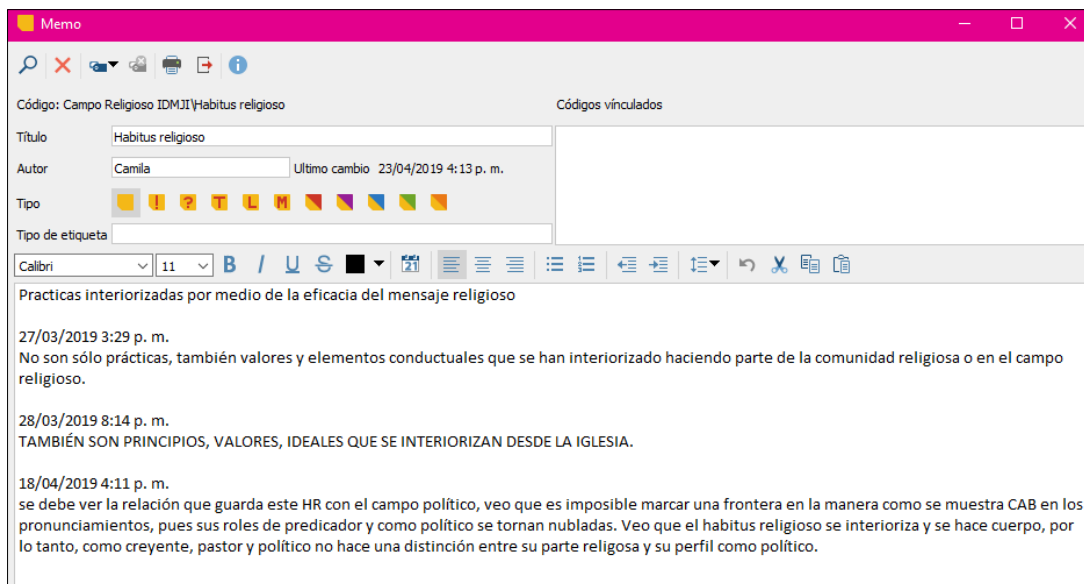 Memo
Código: Campo Religioso IDMJI\Habitus religioso
Códigos vínculados
Título
Habitus religioso
Autor
Camila
Ultimo cambio 23/04/2019 4:13 p. m.
Tipo
! ? T L M
Tipo de etiqueta
Calibri 11 B I U S 21
Practicas interiorizadas por medio de la eficacia del mensaje religioso
27/03/2019 3:29 p. m.
No son sólo prácticas, también valores y elementos conductuales que se han interiorizado haciendo parte de la comunidad religiosa o en el campo
religioso.
28/03/2019 8:14 p. m.
TAMBIÉN SON PRINCIPIOS, VALORES, IDEALES QUE SE INTERIORIZAN DESDE LA IGLESIA.
18/04/2019 4:11 p. m.
se debe ver la relación que guarda este HR con el campo político, veo que es imposible marcar una frontera en la manera como se muestra CAB en los
pronunciamientos, pues sus roles de predicador y como político se tornan nubladas. Veo que el habitus religioso se interioriza y se hace cuerpo, por
lo tanto, como creyente, pastor y político no hace una distinción entre su parte religosa y su perfil como político.